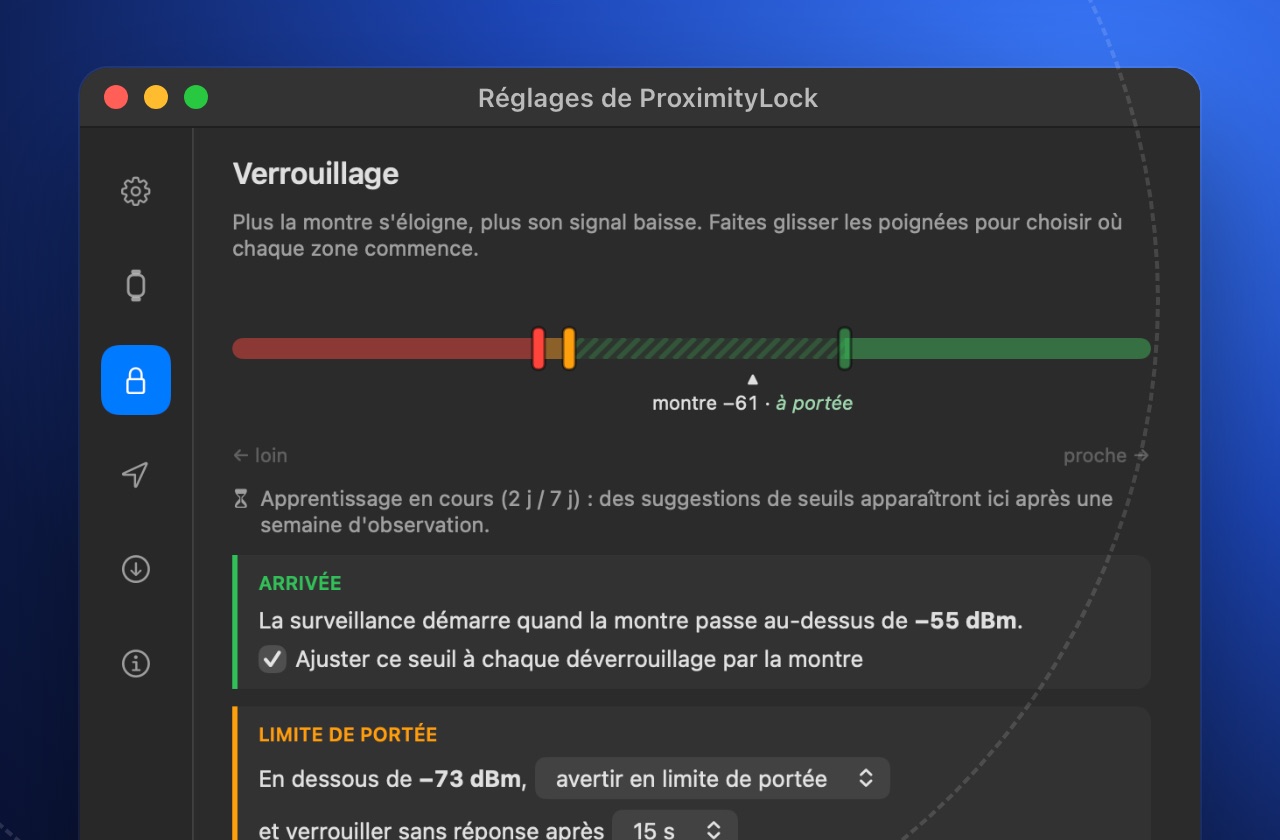 Réglages de ProximityLock
Verrouillage
Plus la montre s'éloigne, plus son signal baisse. Faites glisser les poignées pour choisir où
chaque zone commence.
montre −61 · à portée
← loin
proche →
Apprentissage en cours (2 j / 7 j) : des suggestions de seuils apparaîtront ici après une
semaine d'observation.
ARRIVÉE
La surveillance démarre quand la montre passe au-dessus de −55 dBm.
Ajuster ce seuil à chaque déverrouillage par la montre
LIMITE DE PORTÉE
En dessous de −73 dBm, avertir en limite de portée
et verrouiller sans réponse après 15 s